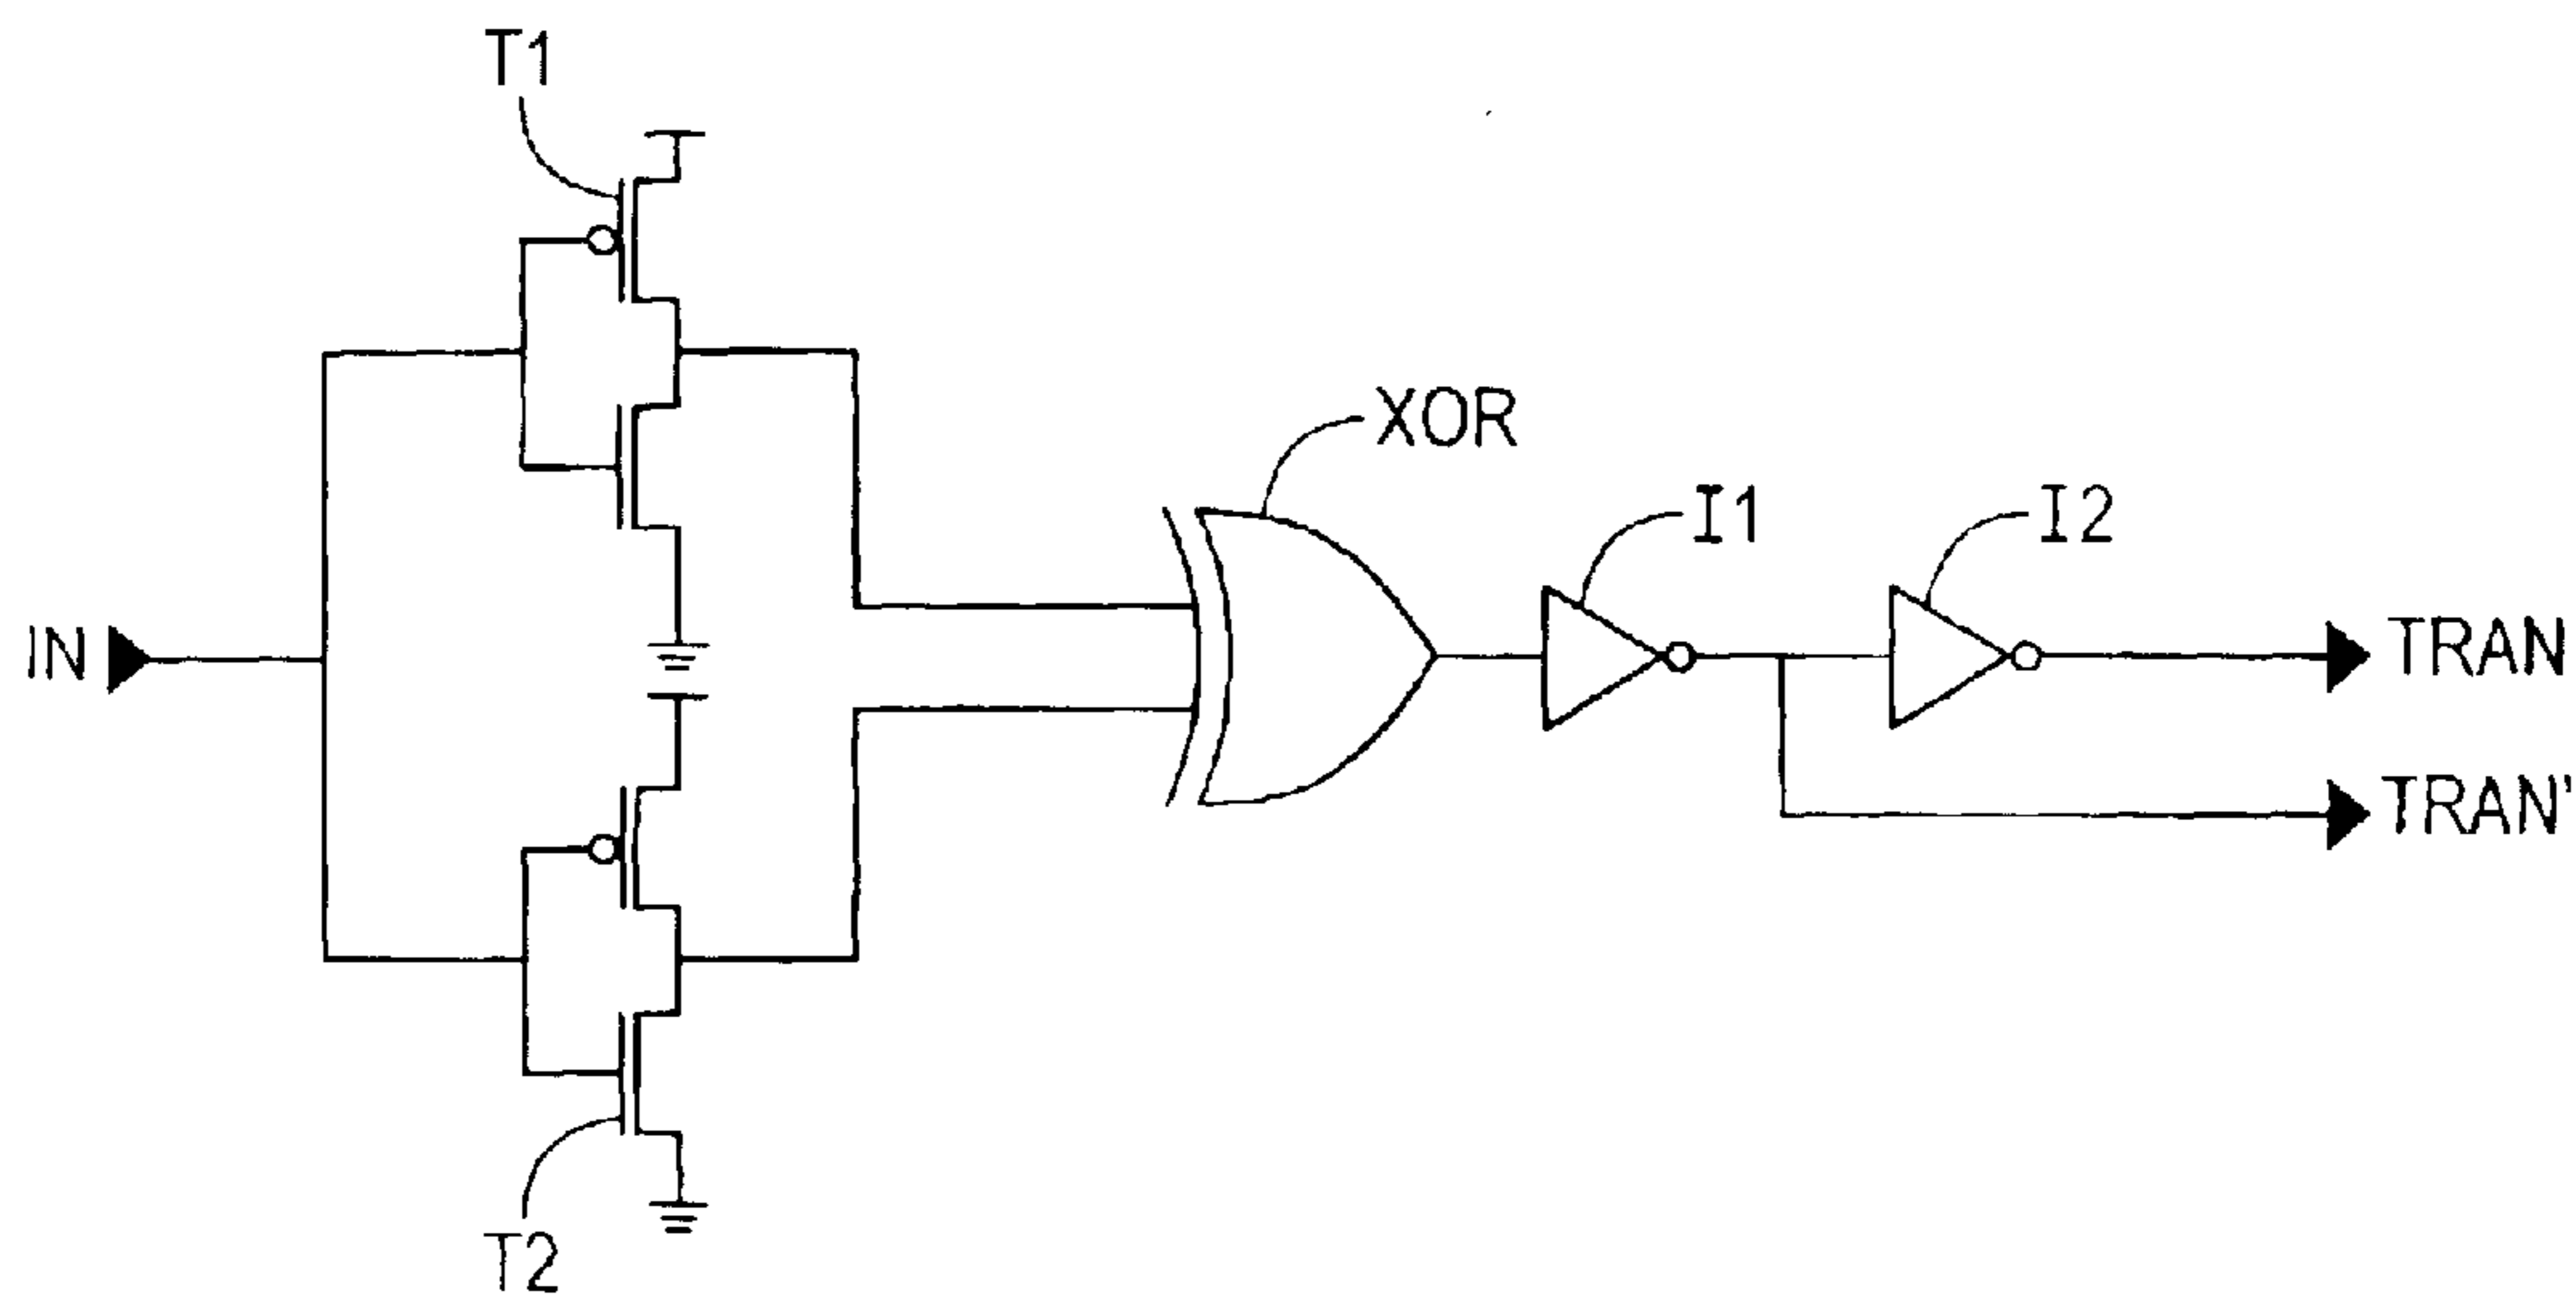 T1
XOR
I1
I2
IN
TRAN
TRAN'
T2